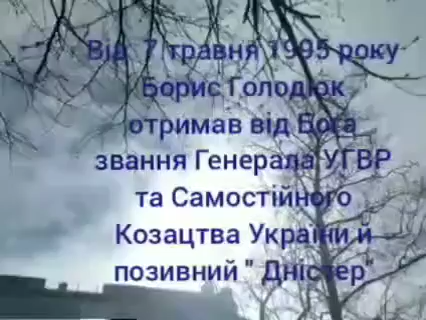 Від 7 травня 1995 року
Борис Голодюк
отримав від Бога
звання Генерала УГВР
та Самостійного
Козацтва України й
позивний " Дністер"